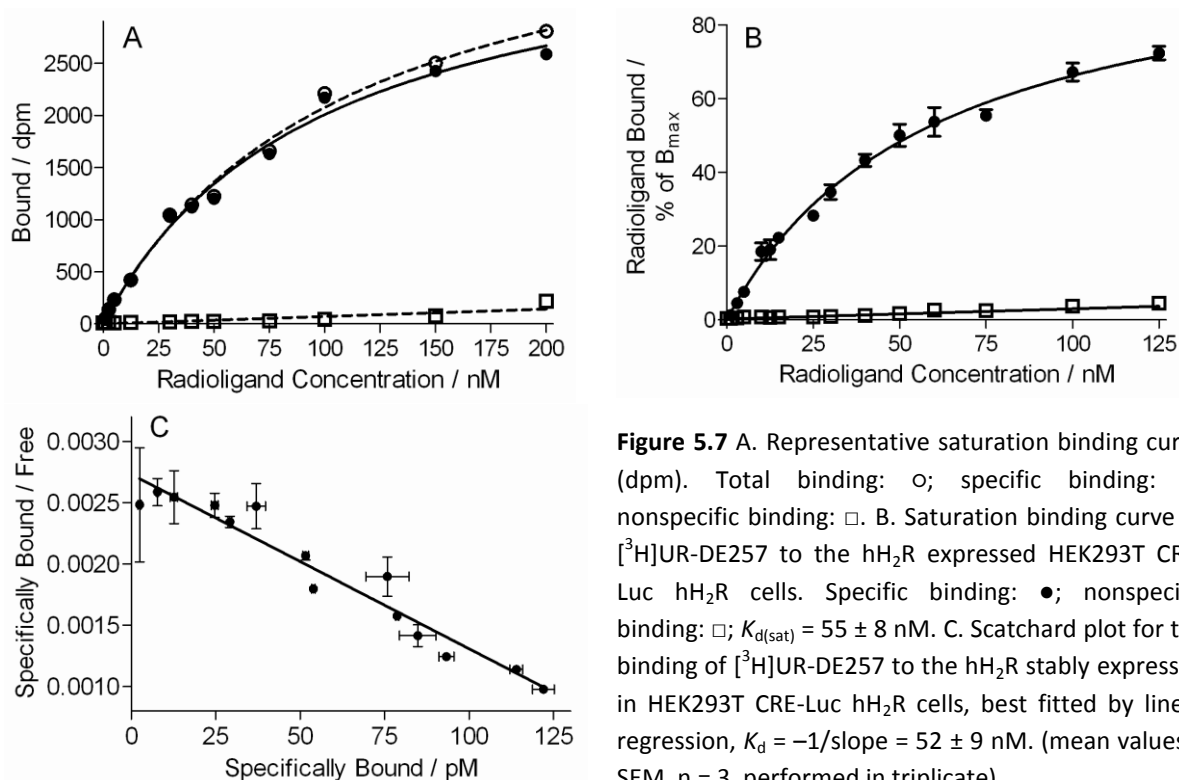 A
Bound / dpm
2500
2000
1500
1000
500
0
0 25 50 75 100 125 150 175 200
Radioligand Concentration / nM
B
Radioligand Bound /
% of Bmax
80
60
40
20
0
0 25 50 75 100 125
Radioligand Concentration / nM
C
Specifically Bound / Free
0.0030
0.0025
0.0020
0.0015
0.0010
0 25 50 75 100 125
Specifically Bound / pM
Figure 5.7 A. Representative saturation binding cur
(dpm). Total binding: ○; specific binding:
nonspecific binding: □. B. Saturation binding curve
[³H]UR-DE257 to the hH₂R expressed HEK293T CR
Luc hH₂R cells. Specific binding: ●; nonspeci
binding: □; Kd(sat) = 55 ± 8 nM. C. Scatchard plot for t
binding of [³H]UR-DE257 to the hH₂R stably express
in HEK293T CRE-Luc hH₂R cells, best fitted by line
regression, Kd = –1/slope = 52 ± 9 nM. (mean values
SEM, n = 3, performed in triplicate)